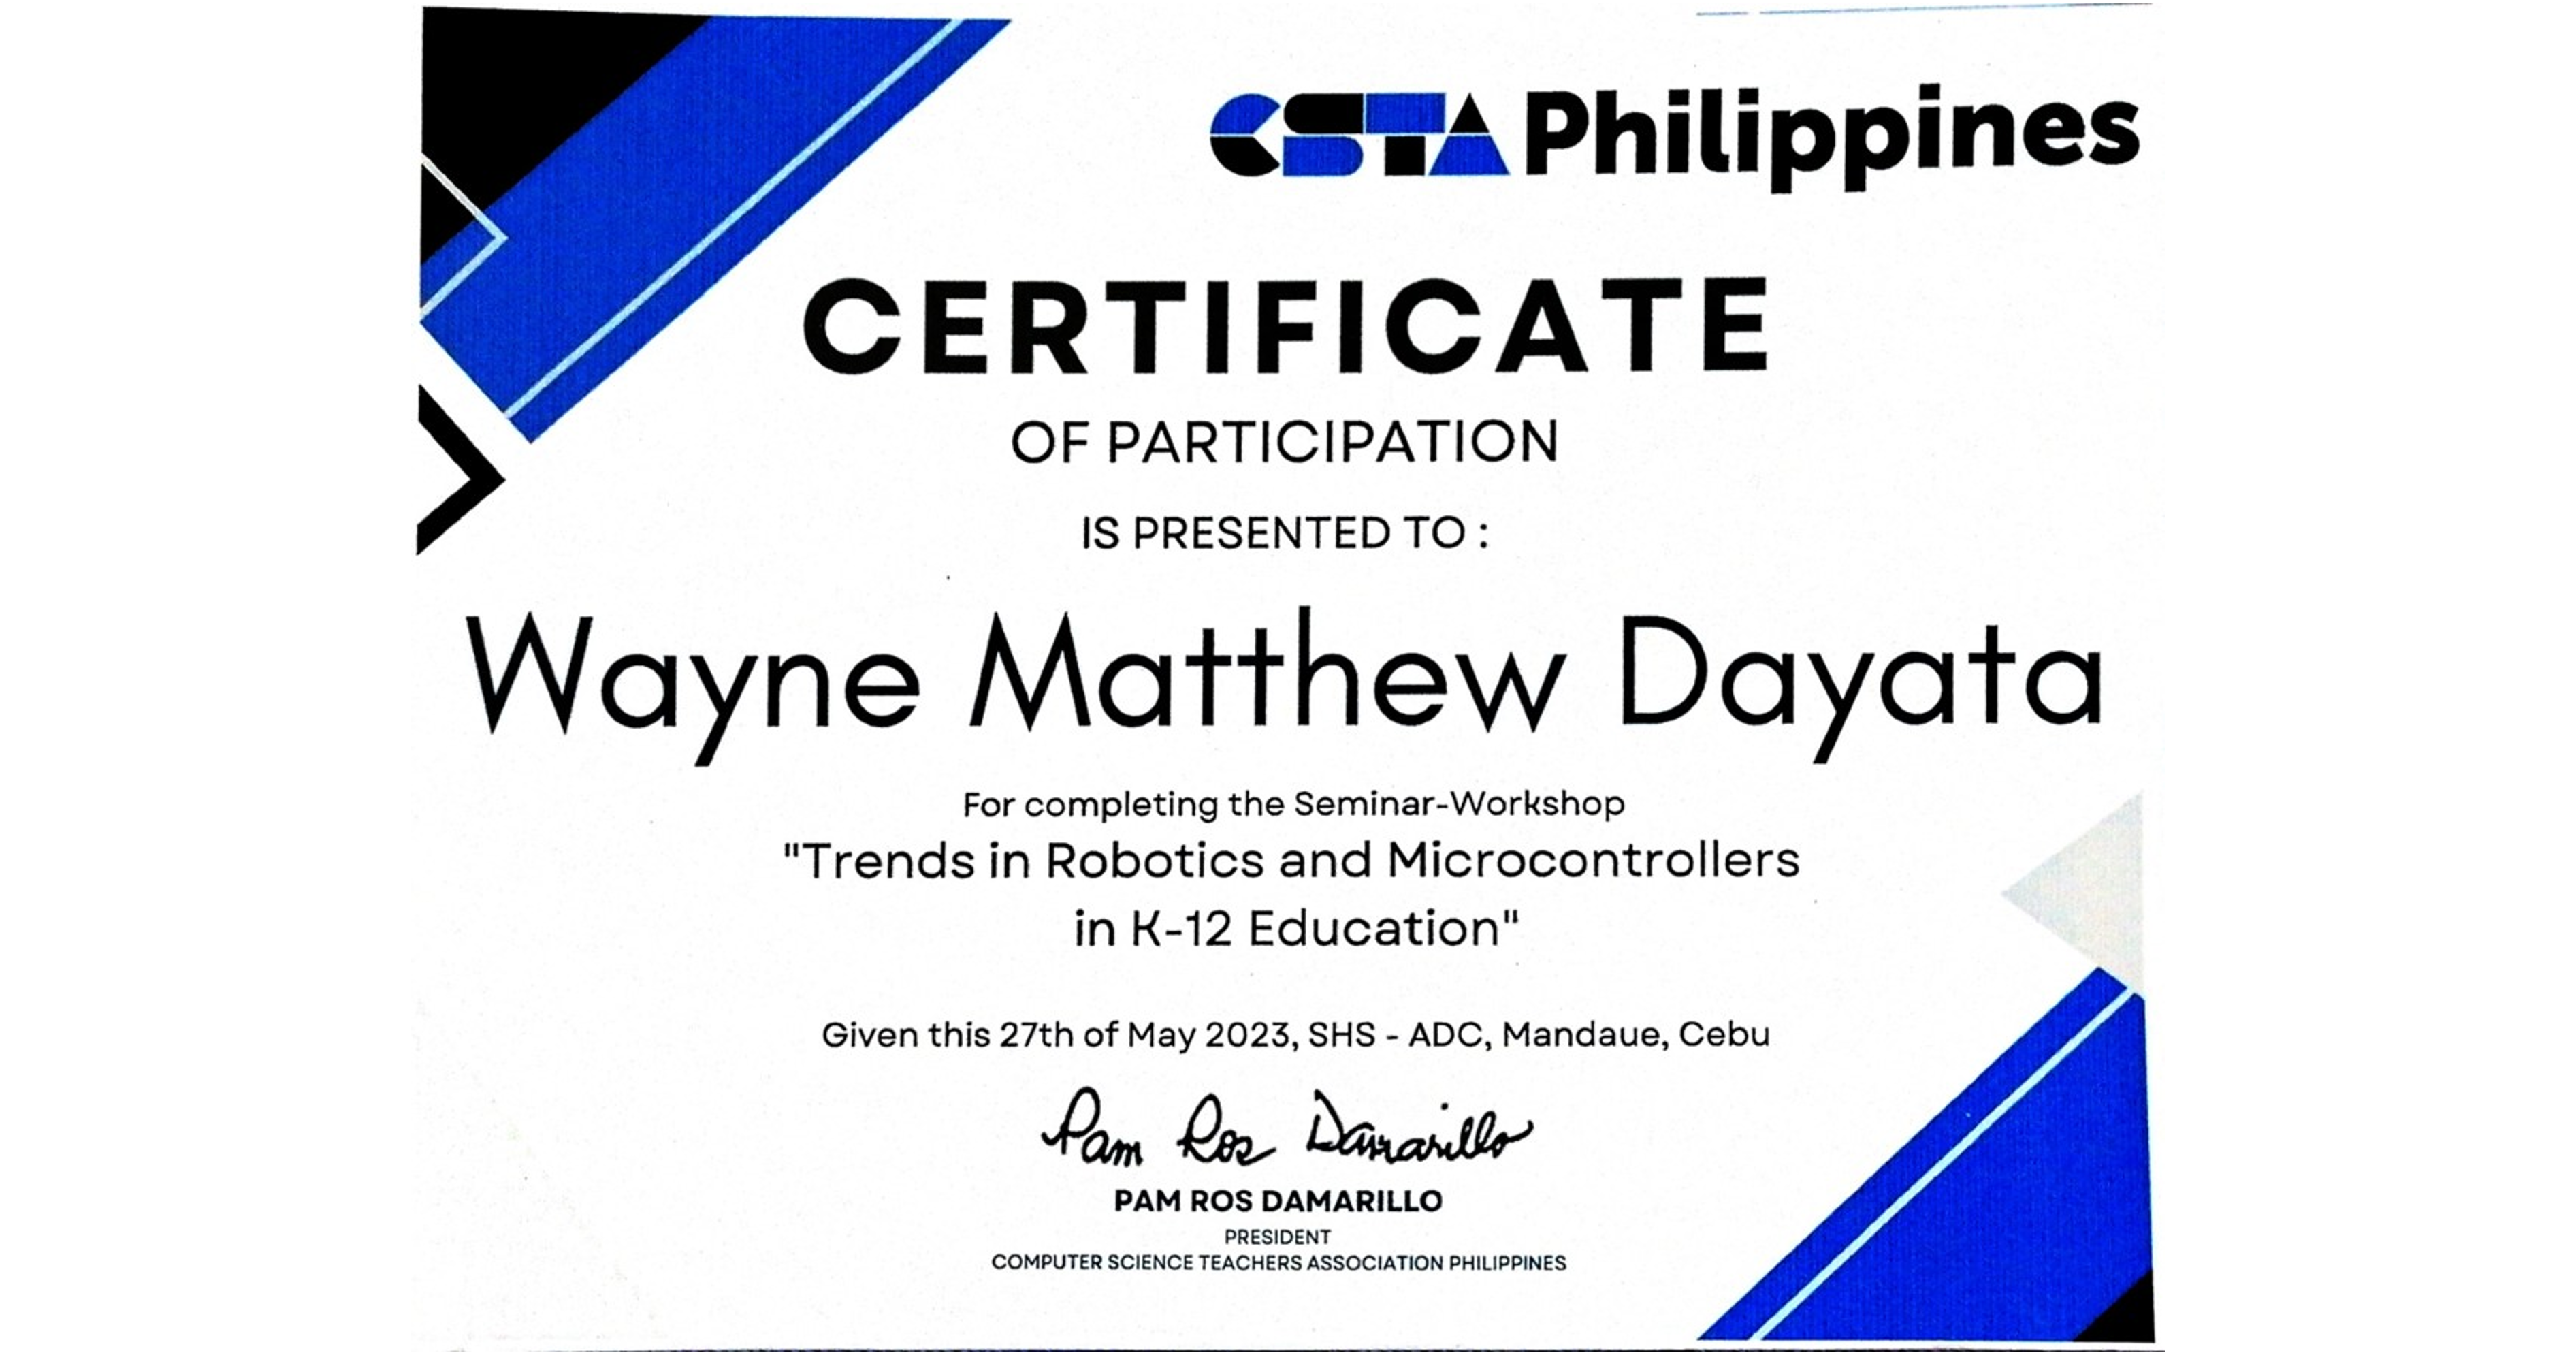 CSTA Philippines
CERTIFICATE
OF PARTICIPATION
IS PRESENTED TO :
Wayne Matthew Dayata
For completing the Seminar-Workshop
"Trends in Robotics and Microcontrollers
in K-12 Education"
Given this 27th of May 2023, SHS - ADC, Mandaue, Cebu
Pam Ros Damarillo
PAM ROS DAMARILLO
PRESIDENT
COMPUTER SCIENCE TEACHERS ASSOCIATION PHILIPPINES